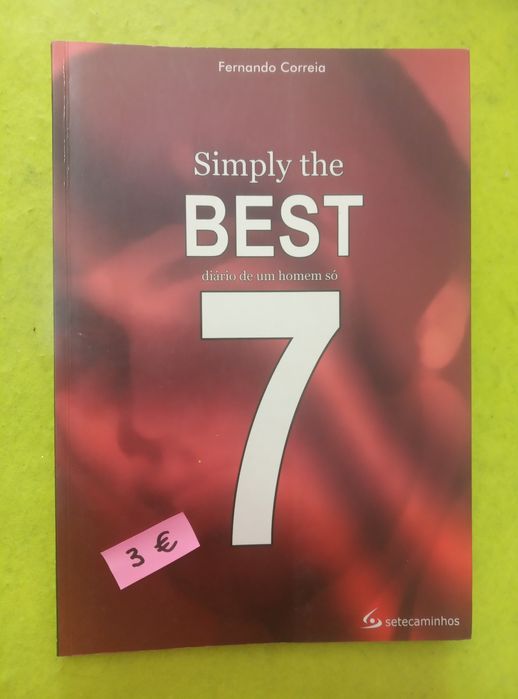 Fernando Correia
Simply the
BEST
diário de um homem só
7
3 €
setecaminhos